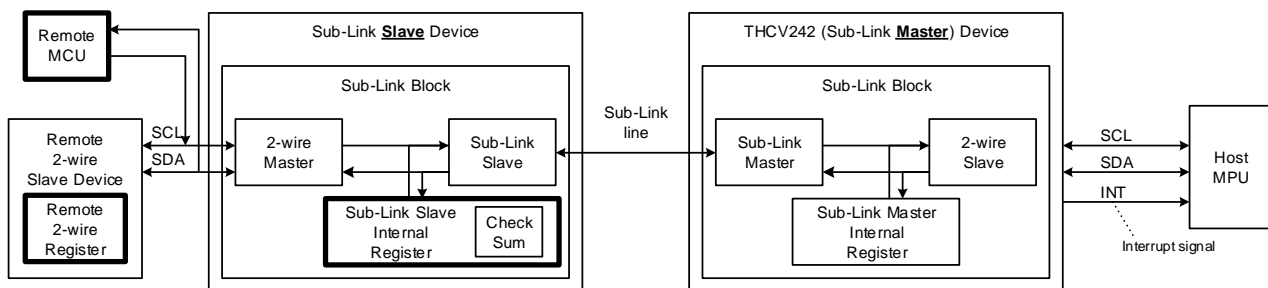 Remote
MCU
Sub-Link Slave Device
THCV242 (Sub-Link Master) Device
Sub-Link Block
Sub-Link Block
Remote
2-wire
Slave Device
Remote
2-wire
Register
SCL
SDA
2-wire
Master
Sub-Link
Slave
Sub-Link Slave
Internal
Register
Check
Sum
Sub-Link
line
Sub-Link
Master
2-wire
Slave
Sub-Link Master
Internal
Register
SCL
SDA
INT
Interrupt signal
Host
MPU